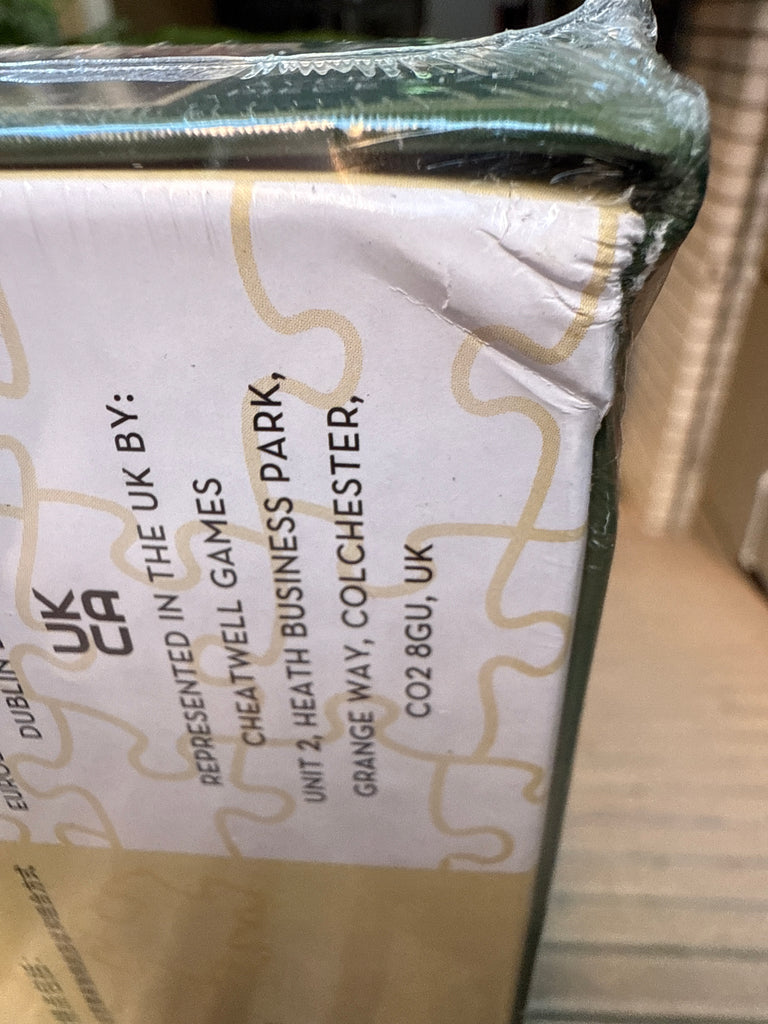 DUBLIN
UK
CA
REPRESENTED IN THE UK BY:
CHEATWELL GAMES
UNIT 2, HEATH BUSINESS PARK,
GRANGE WAY, COLCHESTER,
CO2 8GU, UK